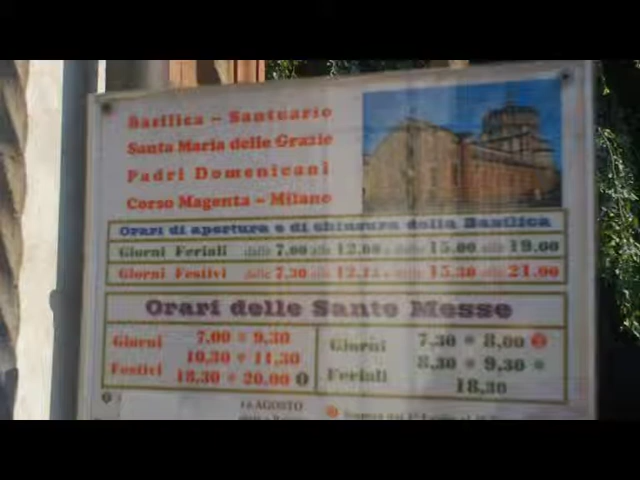 Basilica - Santuario
Santa Maria delle Grazie
Padri Domenicani
Corso Magenta - Milano
Orari di apertura e di chiusura della Basilica
Giorni Feriali dalle 7,00 alle 12,00 dalle 15,00 alle 19,00
Giorni Festivi dalle 7,30 alle dalle 15,30 alle 21,00
Orari delle Sante Messe
Giorni Festivi
7,00 * 9,30
10,30 * 11,30
18,30 * 20,00
Giorni Feriali
7,30 * 8,00
8,30 * 9,30 *
18,30
AGOSTO